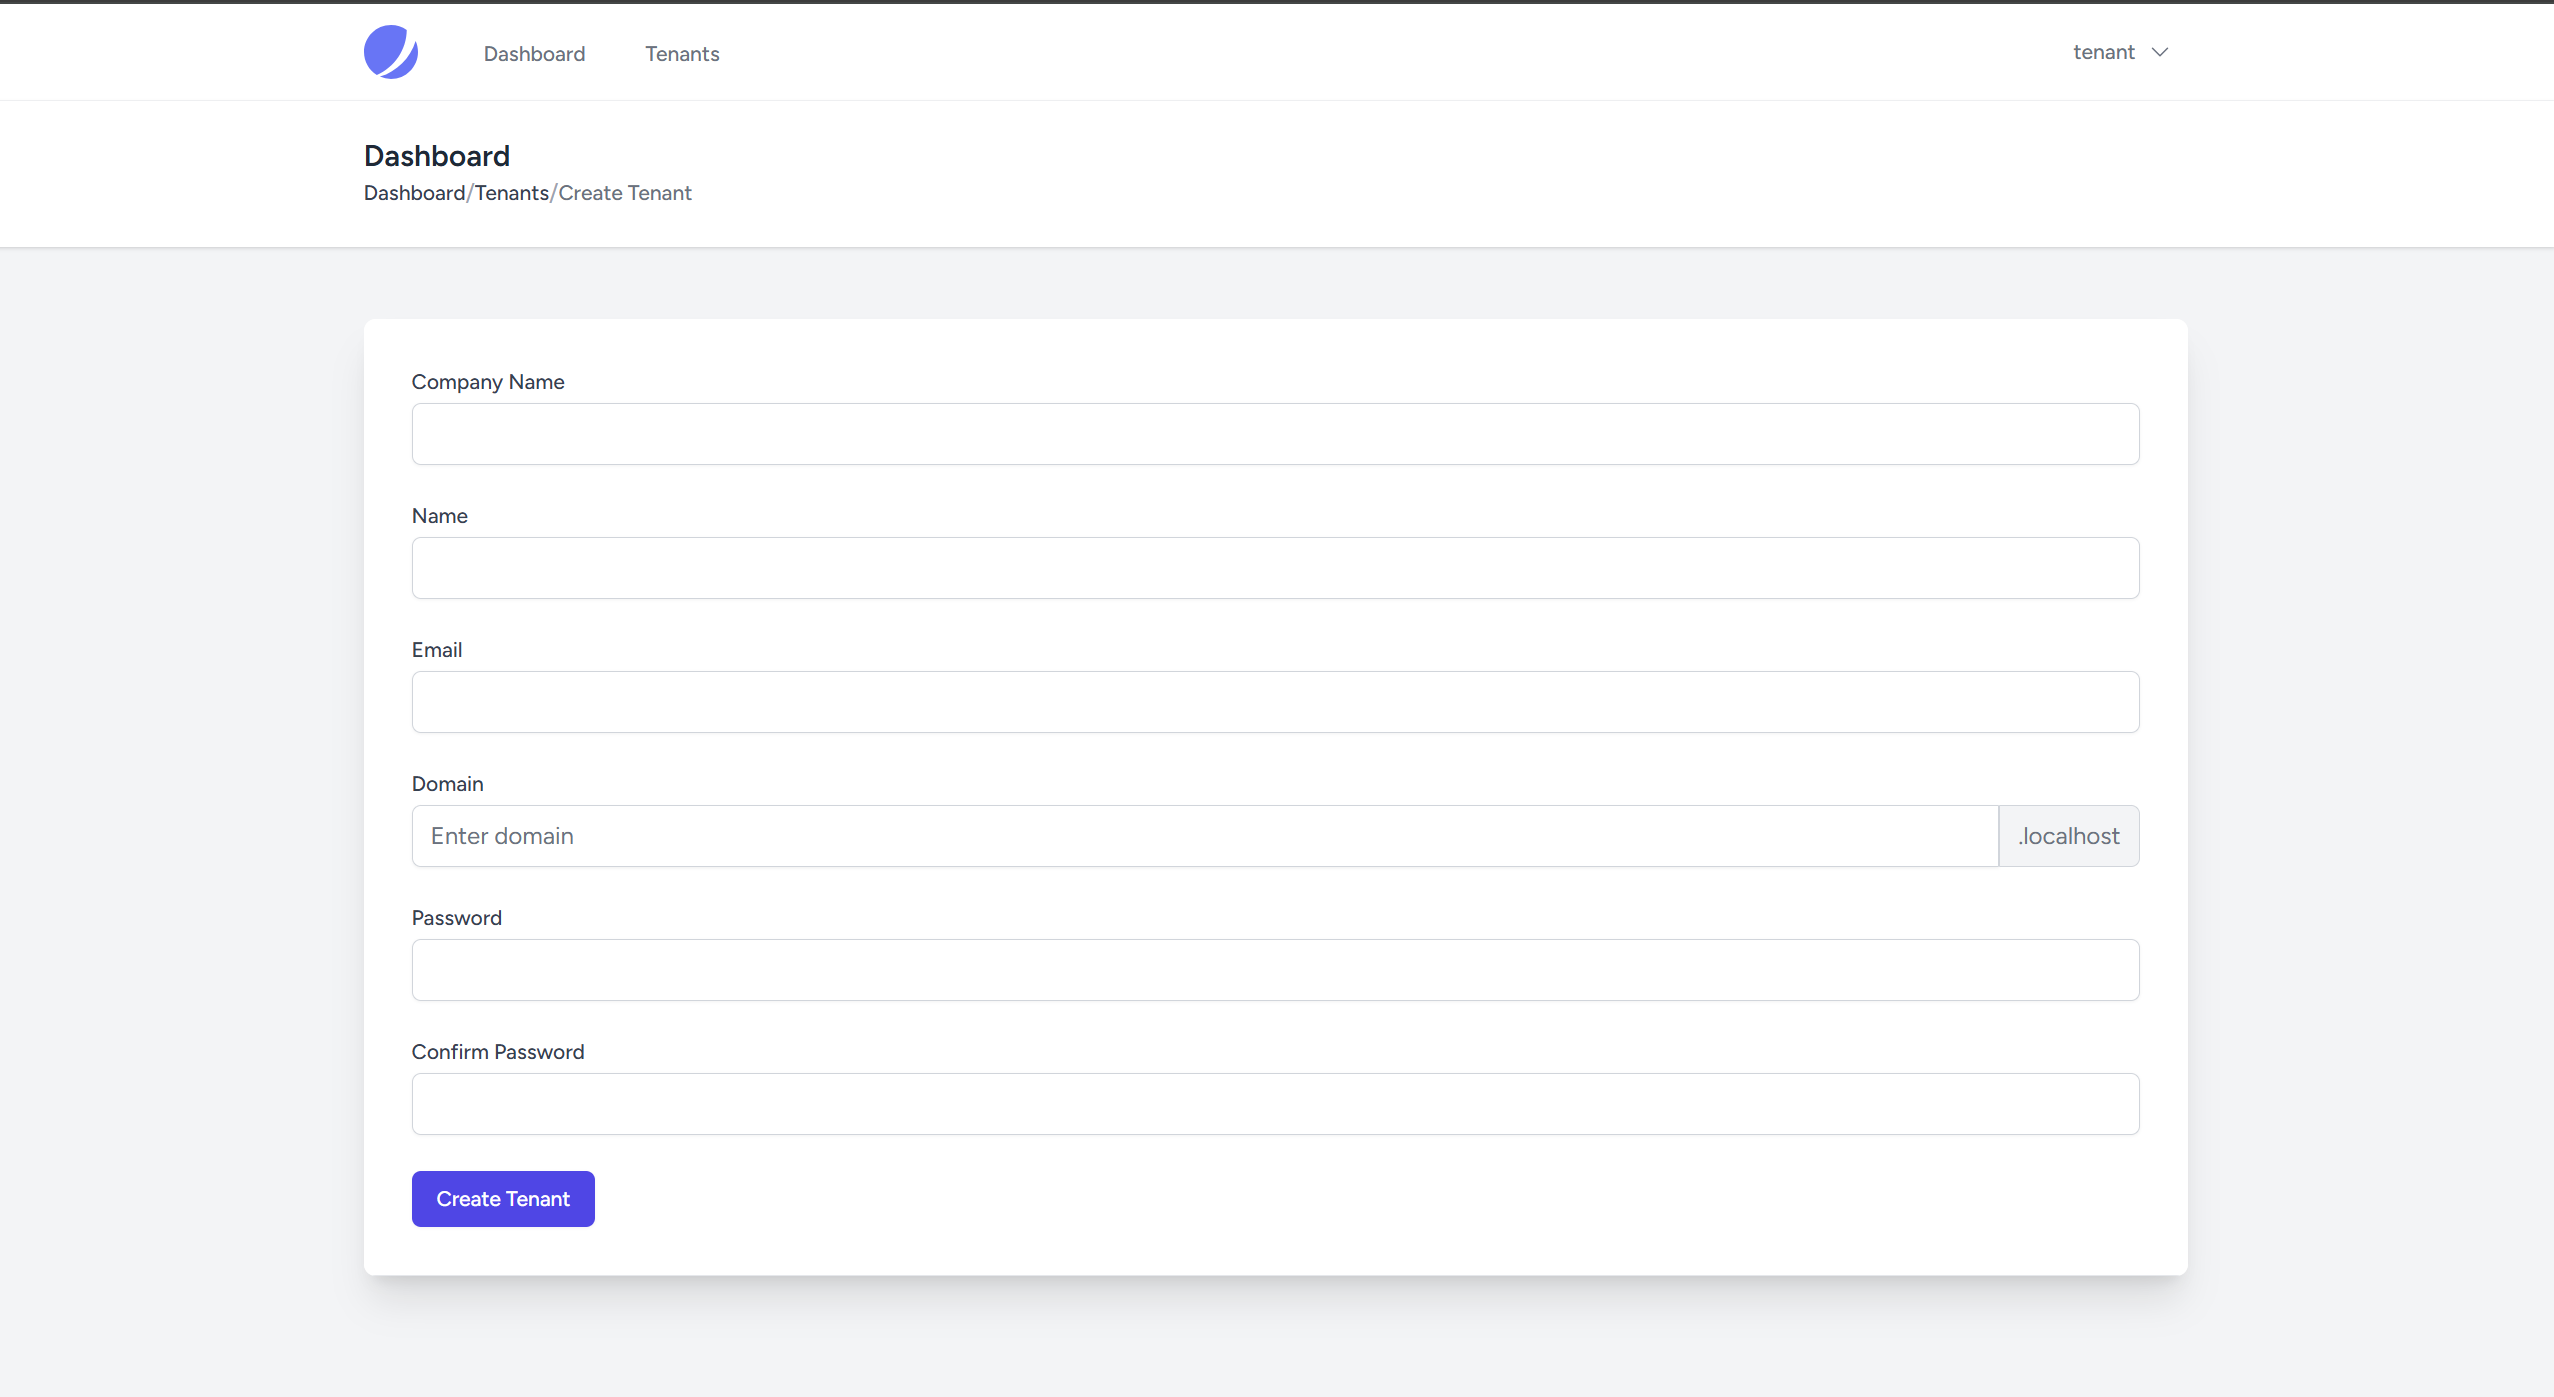 Dashboard Tenants tenant
Dashboard
Dashboard/Tenants/Create Tenant
Company Name
Name
Email
Domain
Enter domain .localhost
Password
Confirm Password
Create Tenant